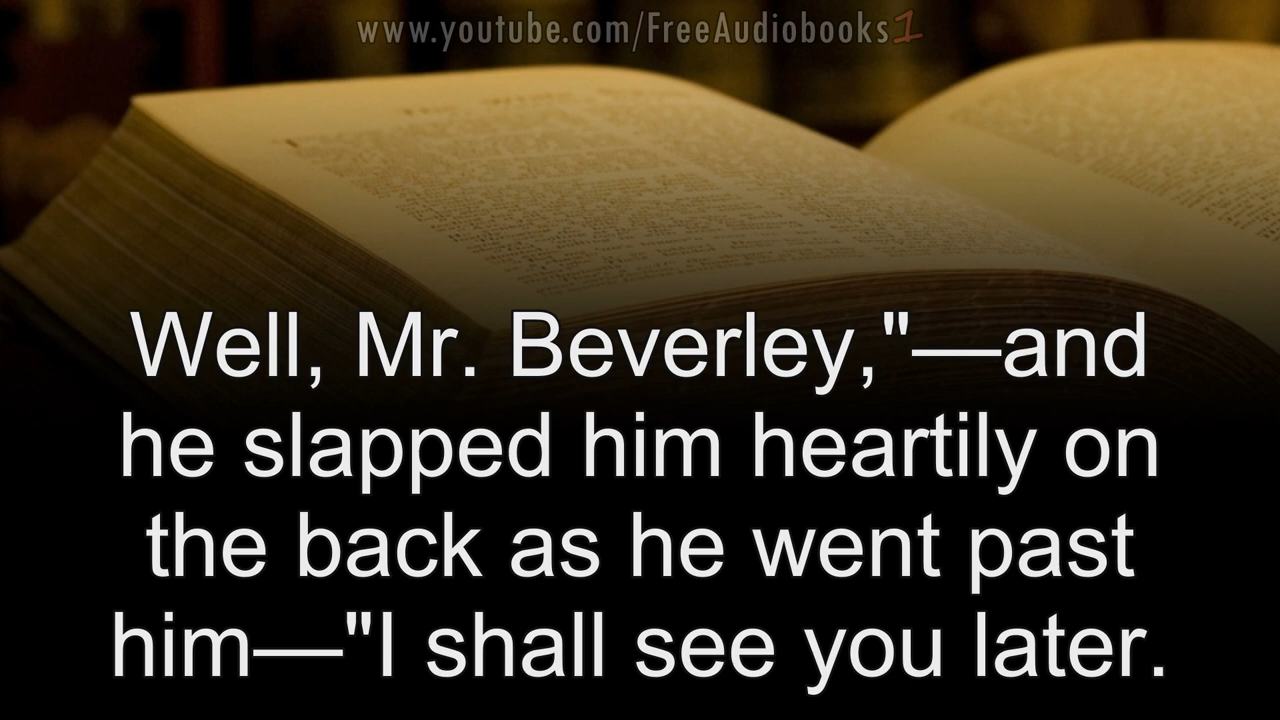 www.youtube.com/FreeAudiobooks1
Well, Mr. Beverley,"—and
he slapped him heartily on
the back as he went past
him—"I shall see you later.